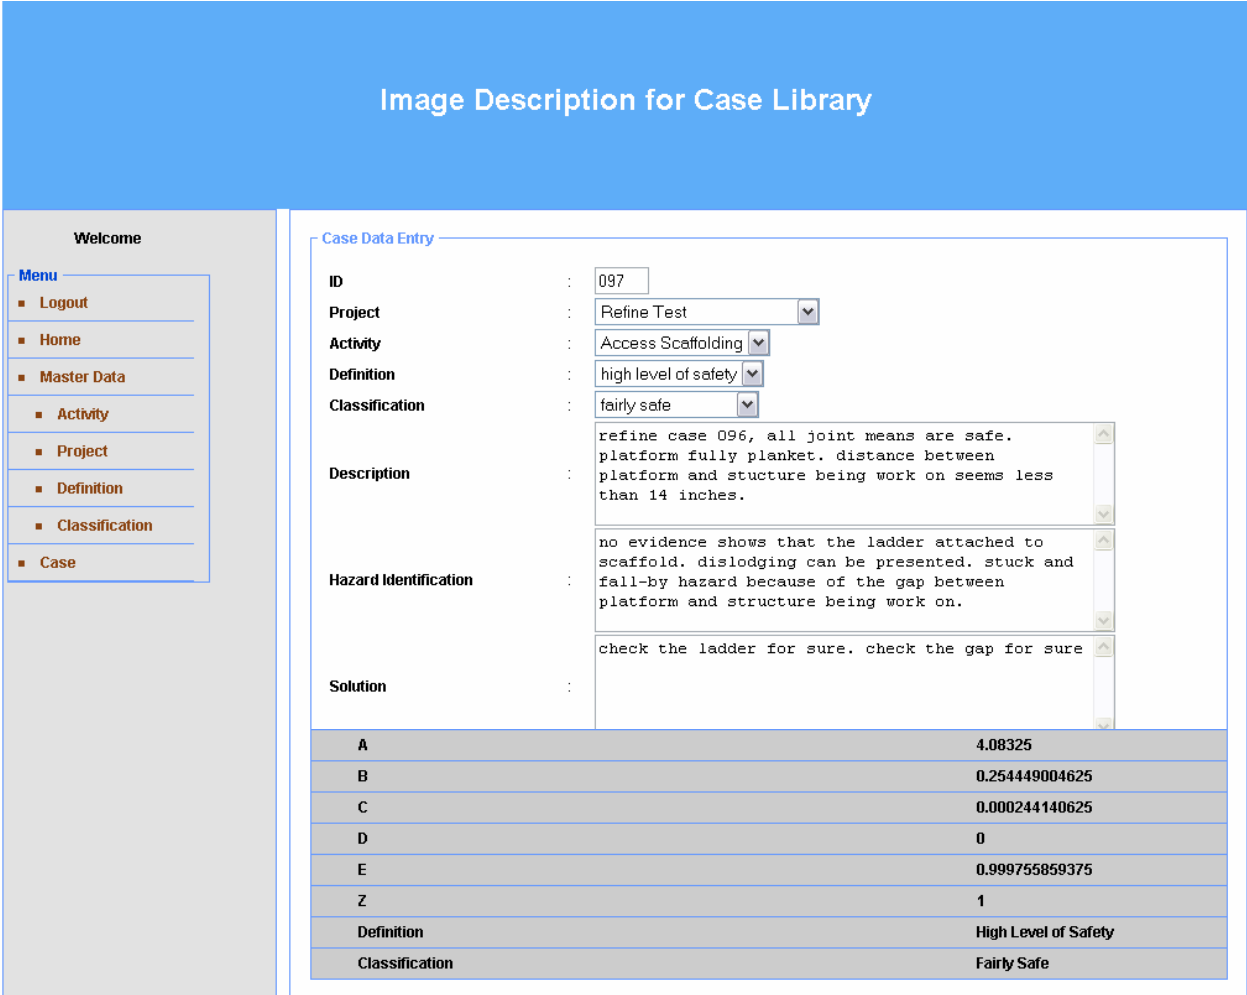 Image Description for Case Library
Welcome
Menu
Logout
Home
Master Data
Activity
Project
Definition
Classification
Case
Case Data Entry
ID : 097
Project : Refine Test
Activity : Access Scaffolding
Definition : high level of safety
Classification : fairly safe
Description :
refine case 096, all joint means are safe.
platform fully planket. distance between
platform and stucture being work on seems less
than 14 inches.
Hazard Identification :
no evidence shows that the ladder attached to
scaffold. dislodging can be presented. stuck and
fall-by hazard because of the gap between
platform and structure being work on.
Solution :
check the ladder for sure. check the gap for sure
A 4.08325
B 0.254449004625
C 0.000244140625
D 0
E 0.999755859375
Z 1
Definition High Level of Safety
Classification Fairly Safe